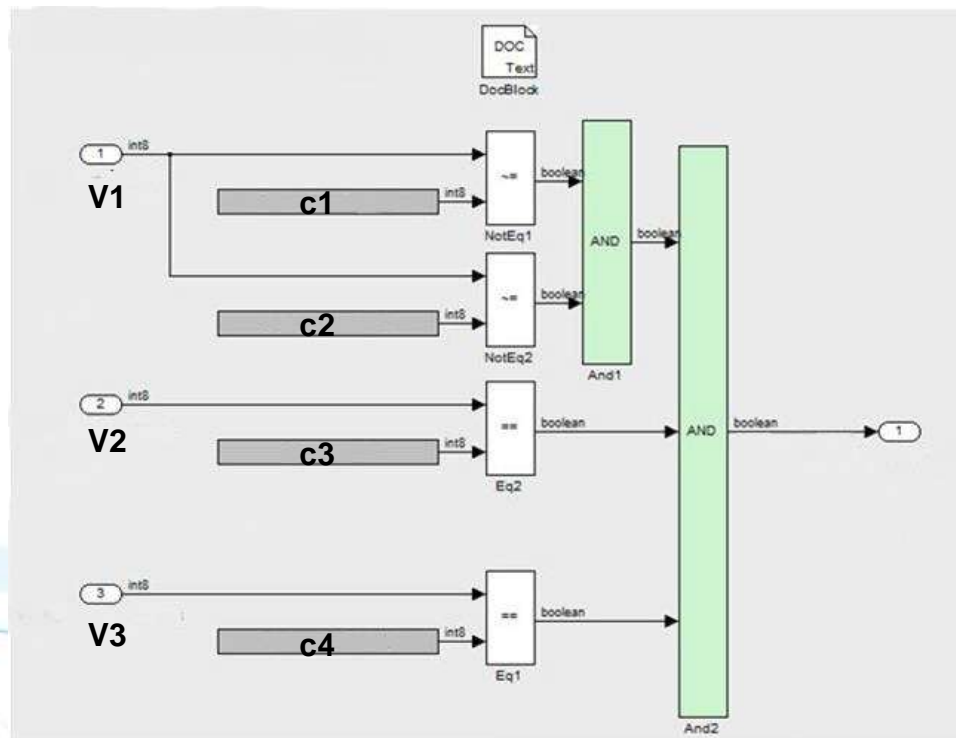 DOC
Text
DocBlock
1
int8
V1
c1
int8
~=
boolean
NotEq1
c2
int8
~=
boolean
NotEq2
AND
boolean
And1
2
int8
V2
c3
int8
==
boolean
Eq2
AND
boolean
1
3
int8
V3
c4
int8
==
boolean
Eq1
And2